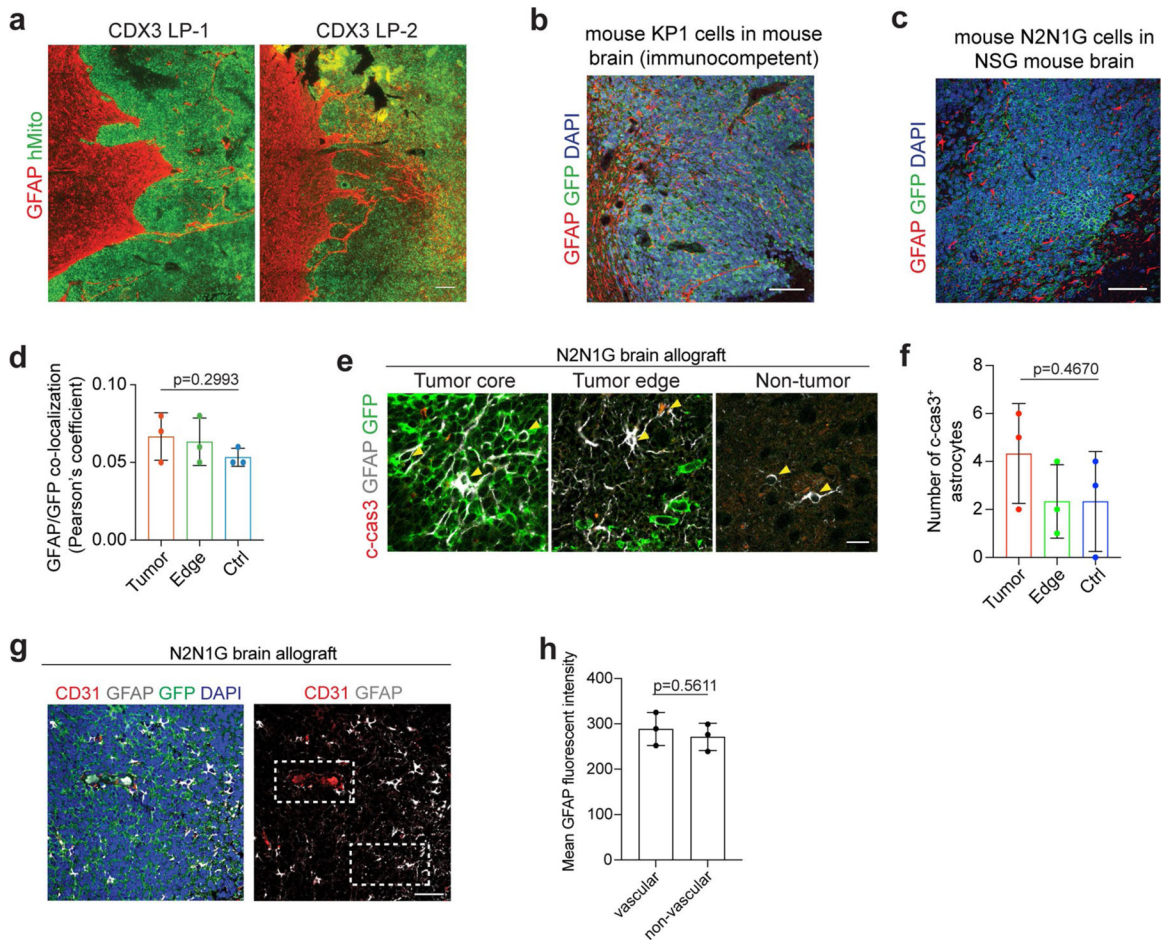 a
CDX3 LP-1
CDX3 LP-2
GFAP hMito
b
mouse KP1 cells in mouse
brain (immunocompetent)
GFAP GFP DAPI
c
mouse N2N1G cells in
NSG mouse brain
GFAP GFP DAPI
d
GFAP/GFP co-localization
(Pearson's coefficient)
0.10
0.05
0.00
p=0.2993
Tumor
Edge
Ctrl
e
N2N1G brain allograft
Tumor core
Tumor edge
Non-tumor
c-cas3 GFAP GFP
f
Number of c-cas3+
astrocytes
8
6
4
2
0
p=0.4670
Tumor
Edge
Ctrl
g
N2N1G brain allograft
CD31 GFAP GFP DAPI
CD31 GFAP
h
Mean GFAP fluorescent intensity
400
300
200
100
0
p=0.5611
vascular
non-vascular